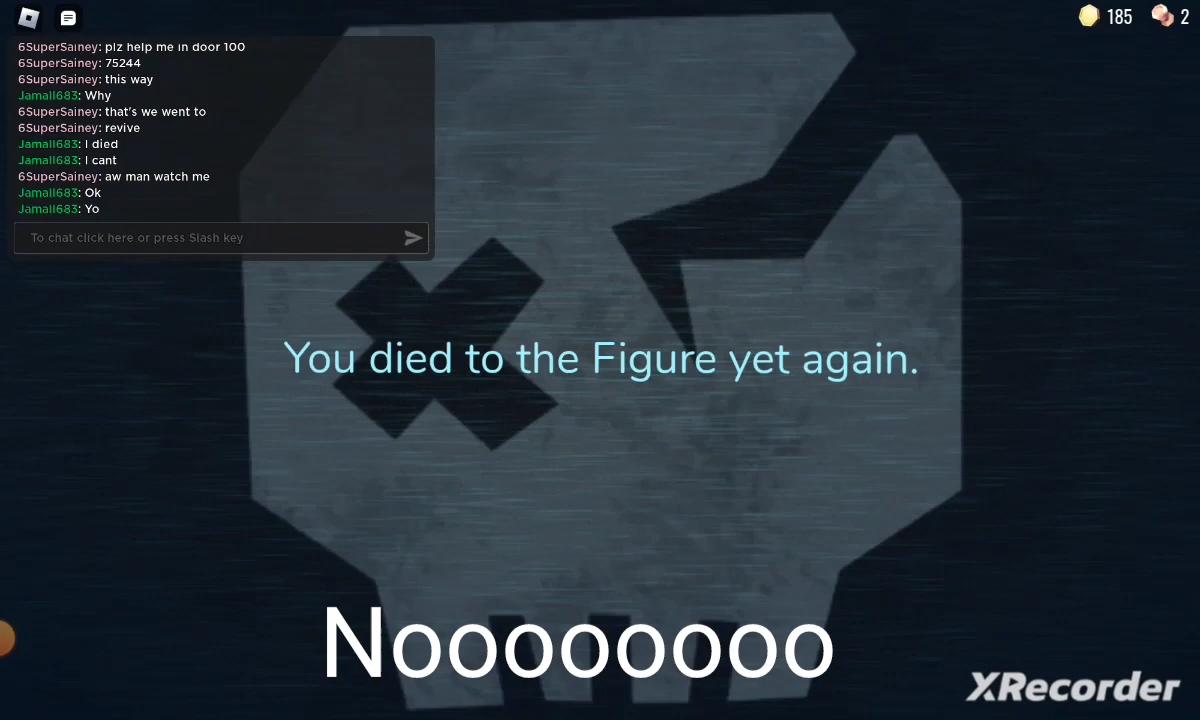 185
2
6SuperSainey: plz help me in door 100
6SuperSainey: 75244
6SuperSainey: this way
Jamall683: Why
6SuperSainey: that's we went to
6SuperSainey: revive
Jamall683: I died
Jamall683: I cant
6SuperSainey: aw man watch me
Jamall683: Ok
Jamall683: Yo
To chat click here or press Slash key
You died to the Figure yet again.
Noooooooo
XRecorder